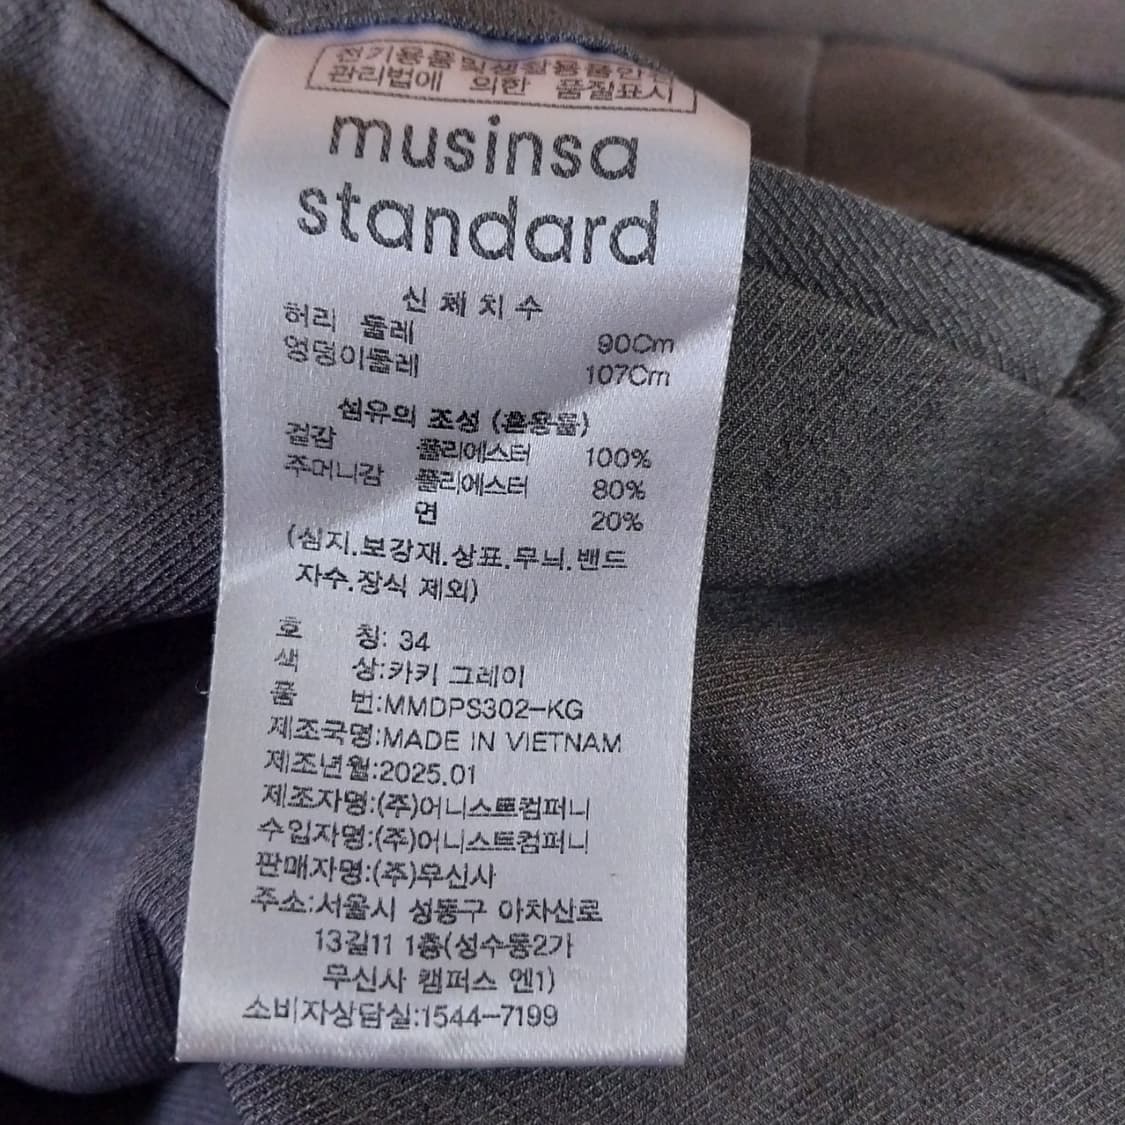 전기용품및생활용품안전
관리법에 의한 품질표시
musinsa
standard
신체치수
허리 둘레 90Cm
엉덩이둘레 107Cm
섬유의 조성 (혼용율)
겉감 폴리에스터 100%
주머니감 폴리에스터 80%
면 20%
(심지.보강재.상표.무늬.밴드
자수.장식 제외)
호 칭: 34
색 상:카키 그레이
품 번:MMDPS302-KG
제조국명:MADE IN VIETNAM
제조년월:2025.01
제조자명:(주)어니스트컴퍼니
수입자명:(주)어니스트컴퍼니
판매자명:(주)무신사
주소:서울시 성동구 아차산로
13길11 1층(성수동2가
무신사 캠퍼스 엔1)
소비자상담실:1544-7199